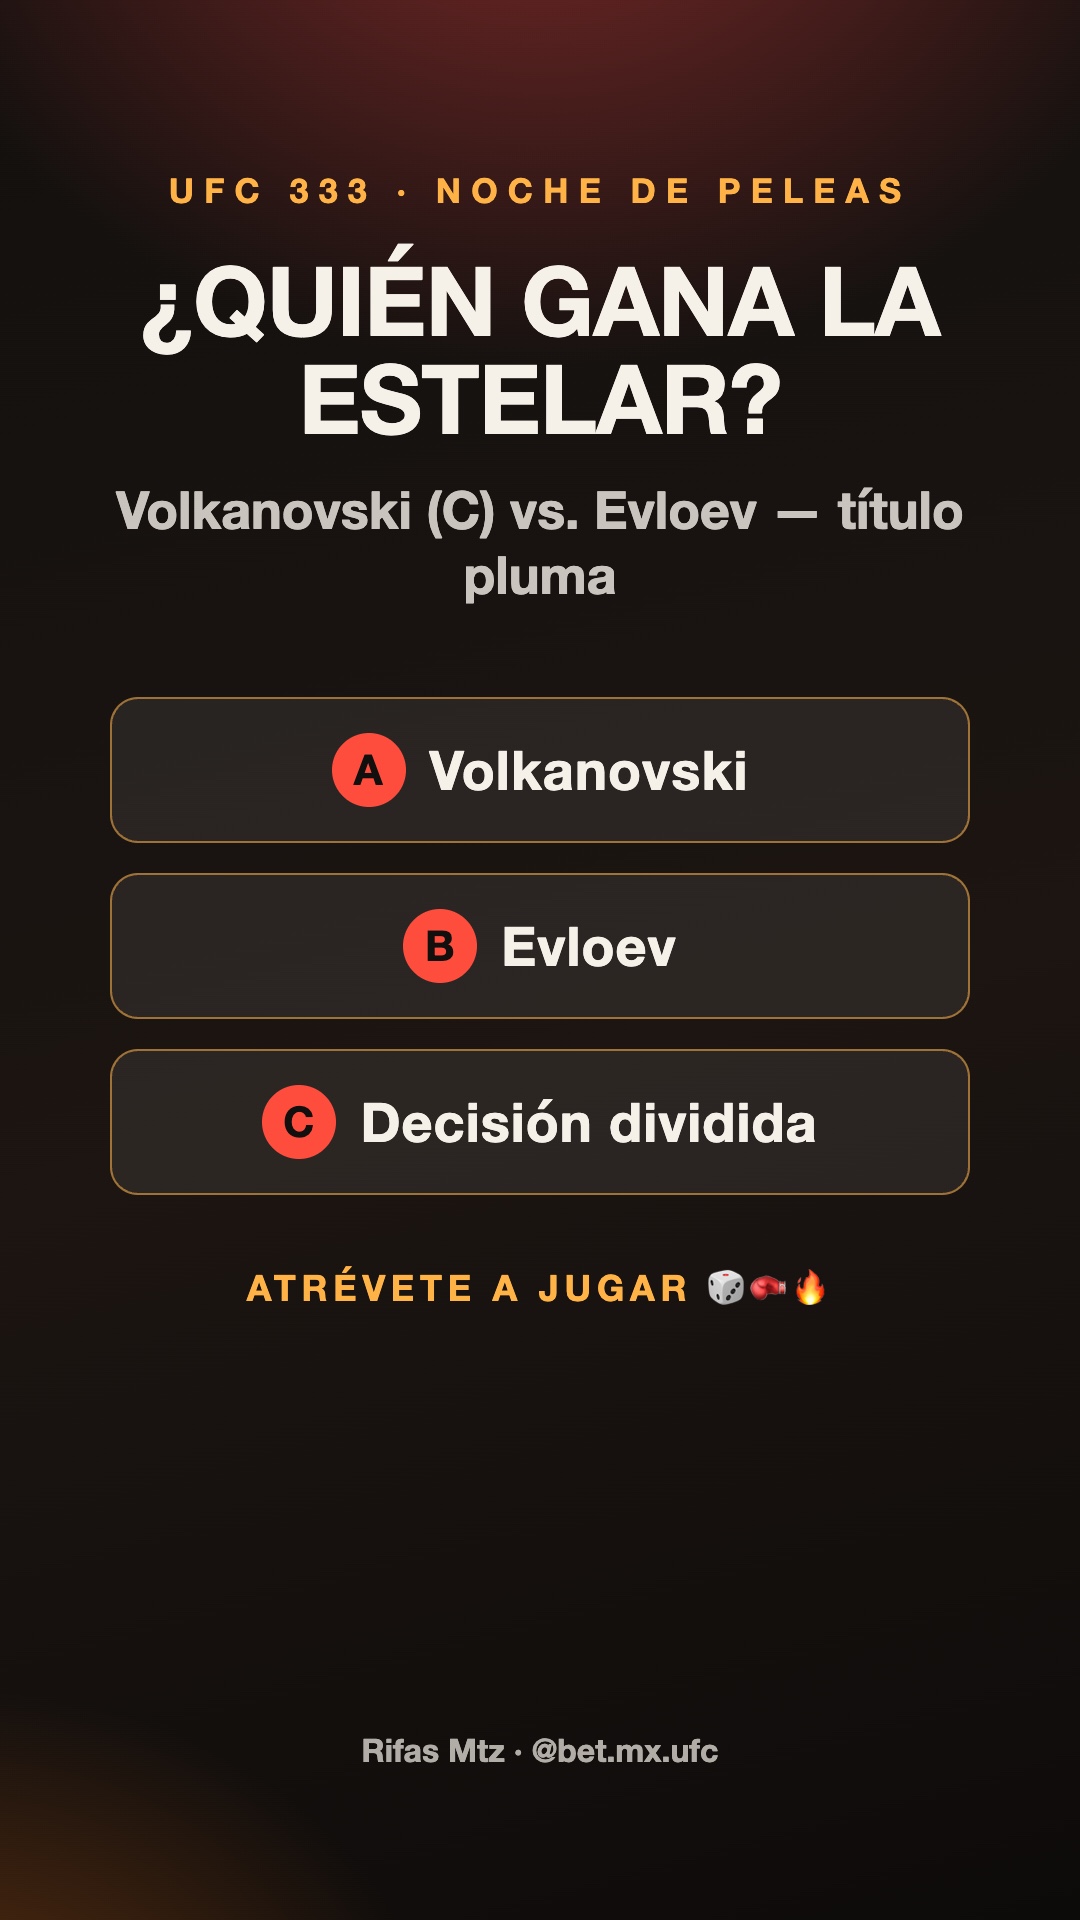 UFC 333 · NOCHE DE PELEAS
¿QUIÉN GANA LA
ESTELAR?
Volkanovski (C) vs. Evloev — título
pluma
A Volkanovski
B Evloev
C Decisión dividida
ATRÉVETE A JUGAR 🎲🥊🔥
Rifas Mtz · @bet.mx.ufc